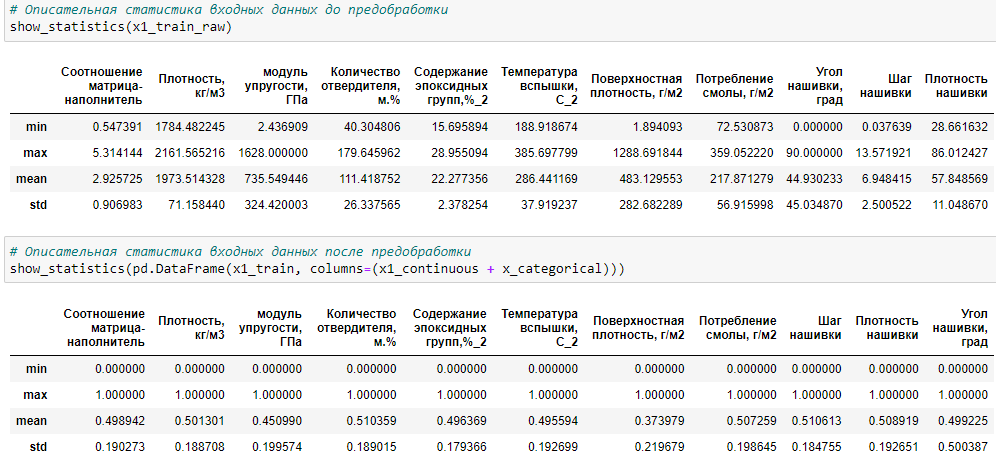 # Описательная статистика входных данных до предобработки
show_statistics(x1_train_raw)
Соотношение матрица-наполнитель Плотность, кг/м3 модуль упругости, ГПа Количество отвердителя, м.% Содержание эпоксидных групп,%_2 Температура вспышки, С_2 Поверхностная плотность, г/м2 Потребление смолы, г/м2 Угол нашивки, град Шаг нашивки Плотность нашивки
min 0.547391 1784.482245 2.436909 40.304806 15.695894 188.918674 1.894093 72.530873 0.000000 0.037639 28.661632
max 5.314144 2161.565216 1628.000000 179.645962 28.955094 385.697799 1288.691844 359.052220 90.000000 13.571921 86.012427
mean 2.925725 1973.514328 735.549446 111.418752 22.277356 286.441169 483.129553 217.871279 44.930233 6.948415 57.848569
std 0.906983 71.158440 324.420003 26.337565 2.378254 37.919237 282.682289 56.915998 45.034870 2.500522 11.048670
# Описательная статистика входных данных после предобработки
show_statistics(pd.DataFrame(x1_train, columns=(x1_continuous + x_categorical)))
Соотношение матрица-наполнитель Плотность, кг/м3 модуль упругости, ГПа Количество отвердителя, м.% Содержание эпоксидных групп,%_2 Температура вспышки, С_2 Поверхностная плотность, г/м2 Потребление смолы, г/м2 Шаг нашивки Плотность нашивки Угол нашивки, град
min 0.000000 0.000000 0.000000 0.000000 0.000000 0.000000 0.000000 0.000000 0.000000 0.000000 0.000000
max 1.000000 1.000000 1.000000 1.000000 1.000000 1.000000 1.000000 1.000000 1.000000 1.000000 1.000000
mean 0.498942 0.501301 0.450990 0.510359 0.496369 0.495594 0.373979 0.507259 0.510613 0.508919 0.499225
std 0.190273 0.188708 0.199574 0.189015 0.179366 0.192699 0.219679 0.198645 0.184755 0.192651 0.500387